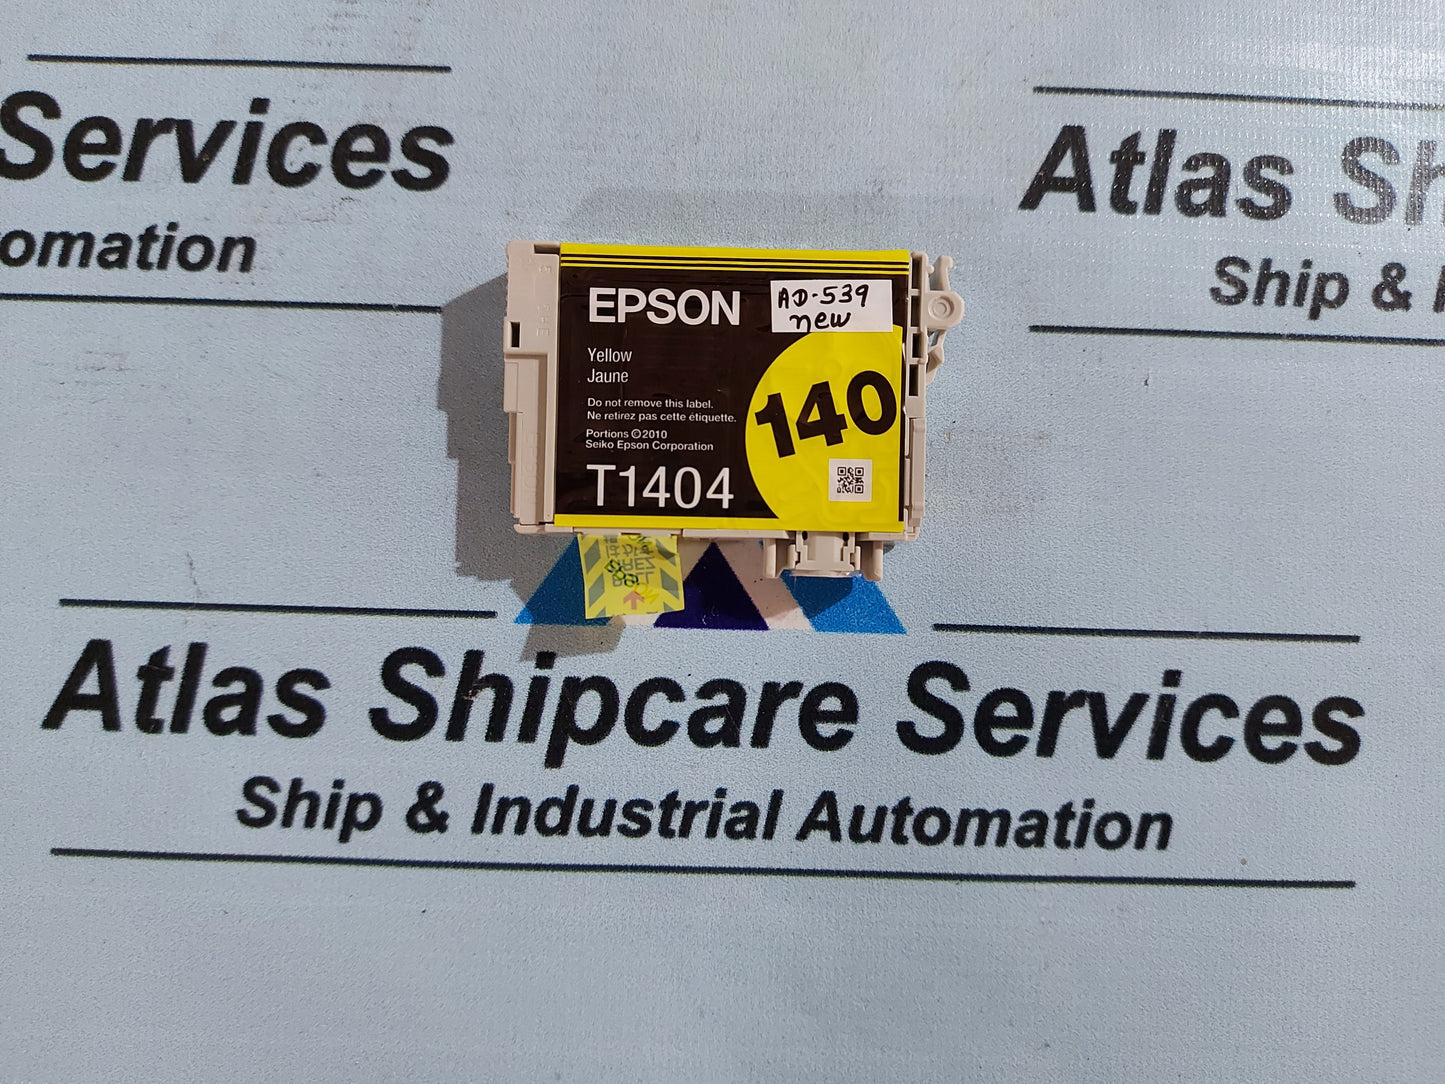 Services
omation
Atlas Sh
Ship &
EPSON
AD-539
new
Yellow
Jaune
Do not remove this label.
Ne retirez pas cette étiquette.
Portions ©2010
Seiko Epson Corporation
T1404
140
Atlas Shipcare Services
Ship & Industrial Automation